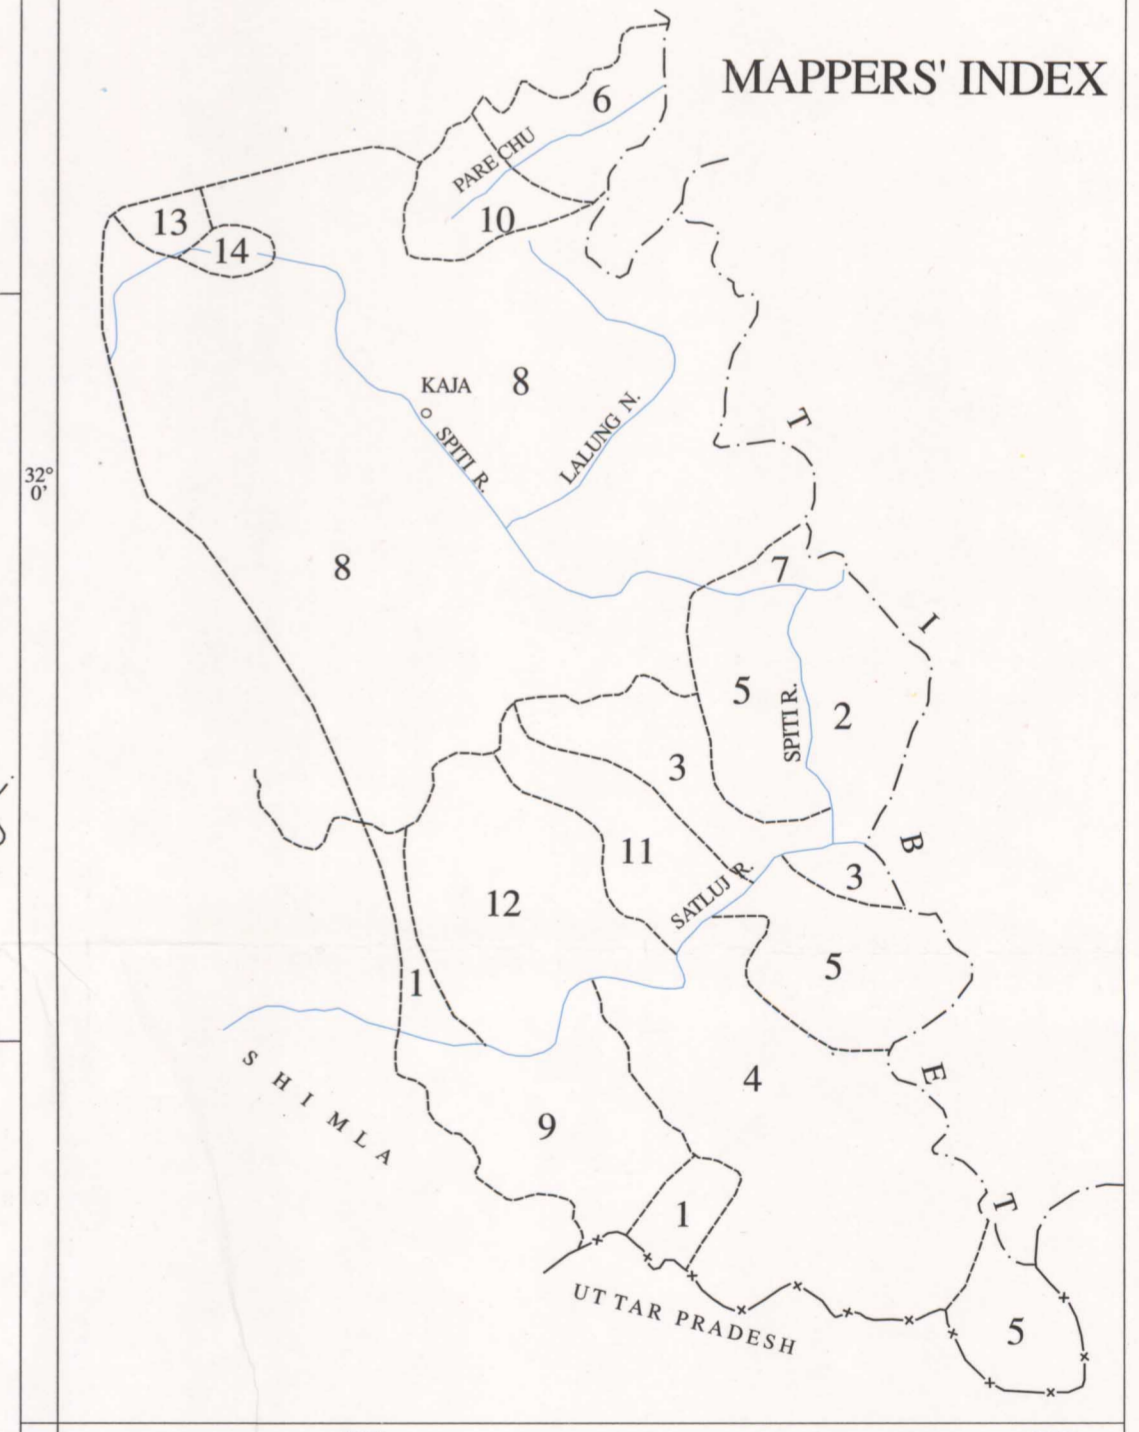 MAPPERS' INDEX
6
PARE CHU
10
13
14
KAJA
8
SPITI R.
LALUNG N.
32°
0'
8
7
5
SPITI R.
2
3
11
12
SATLUJ R.
3
5
1
4
9
1
5
TIBET
SHIMLA
UTTAR PRADESH